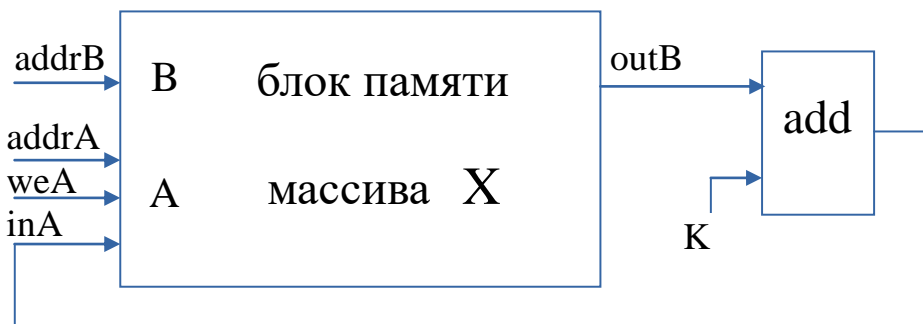 addrB
B
блок памяти
outB
add
addrA
weA
A
массива X
inA
K